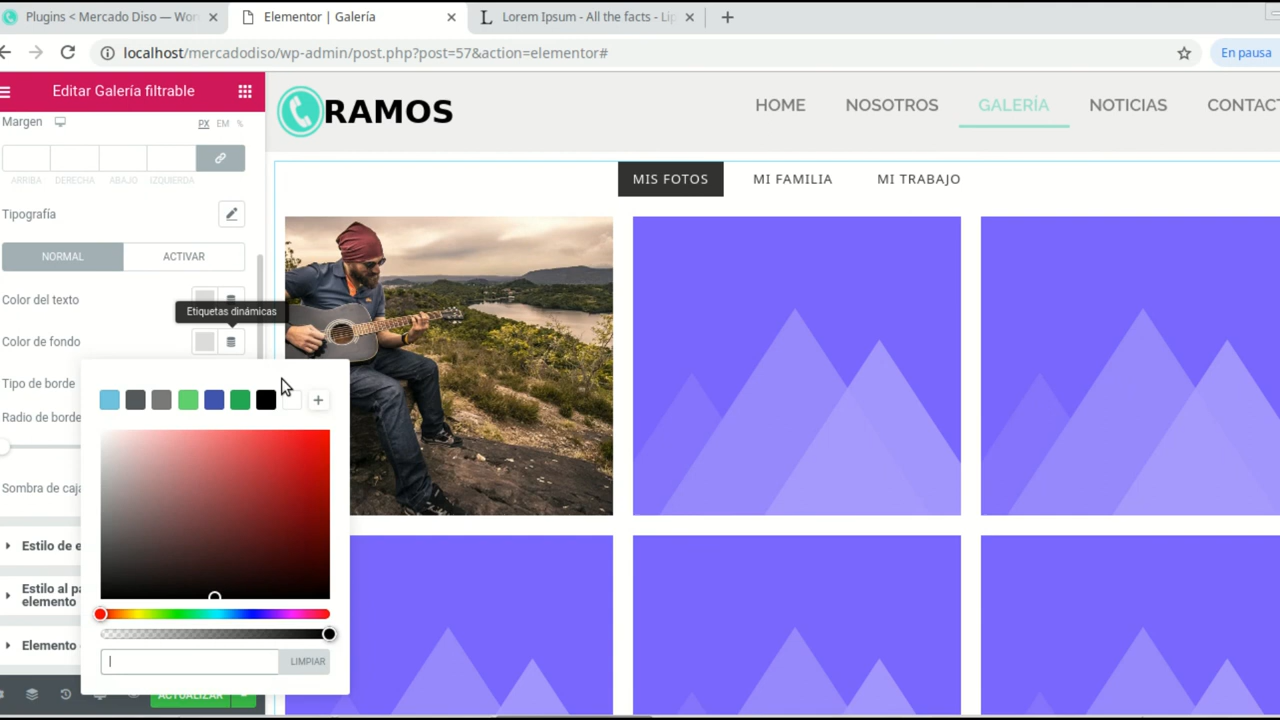 Plugins < Mercado Diso — Wor
Elementor | Galería
Lorem Ipsum - All the facts - Lip
localhost/mercadodiso/wp-admin/post.php?post=57&action=elementor#
En pausa
Editar Galería filtrable
Margen
PX EM %
ARRIBA DERECHA ABAJO IZQUIERDA
Tipografía
NORMAL ACTIVAR
Color del texto
Etiquetas dinámicas
Color de fondo
Tipo de borde
Radio de borde
Sombra de caja
Estilo de e
Estilo al pa
elemento
Elemento
LIMPIAR
ACTUALIZAR
RAMOS
HOME NOSOTROS GALERÍA NOTICIAS CONTACT
MIS FOTOS MI FAMILIA MI TRABAJO